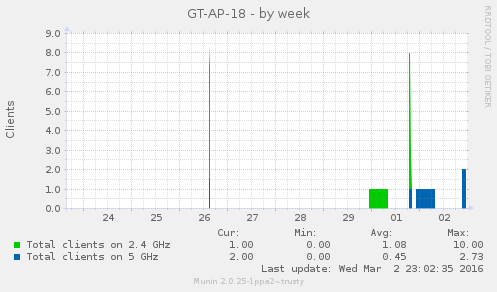 GT-AP-18 - by week
RRDTOOL / TOBI OETIKER
Clients
9.0
8.0
7.0
6.0
5.0
4.0
3.0
2.0
1.0
0.0
24 25 26 27 28 29 01 02
Cur: Min: Avg: Max:
Total clients on 2.4 GHz 1.00 0.00 1.08 10.00
Total clients on 5 GHz 2.00 0.00 0.45 2.73
Last update: Wed Mar 2 23:02:35 2016
Munin 2.0.25-1ppa2~trusty